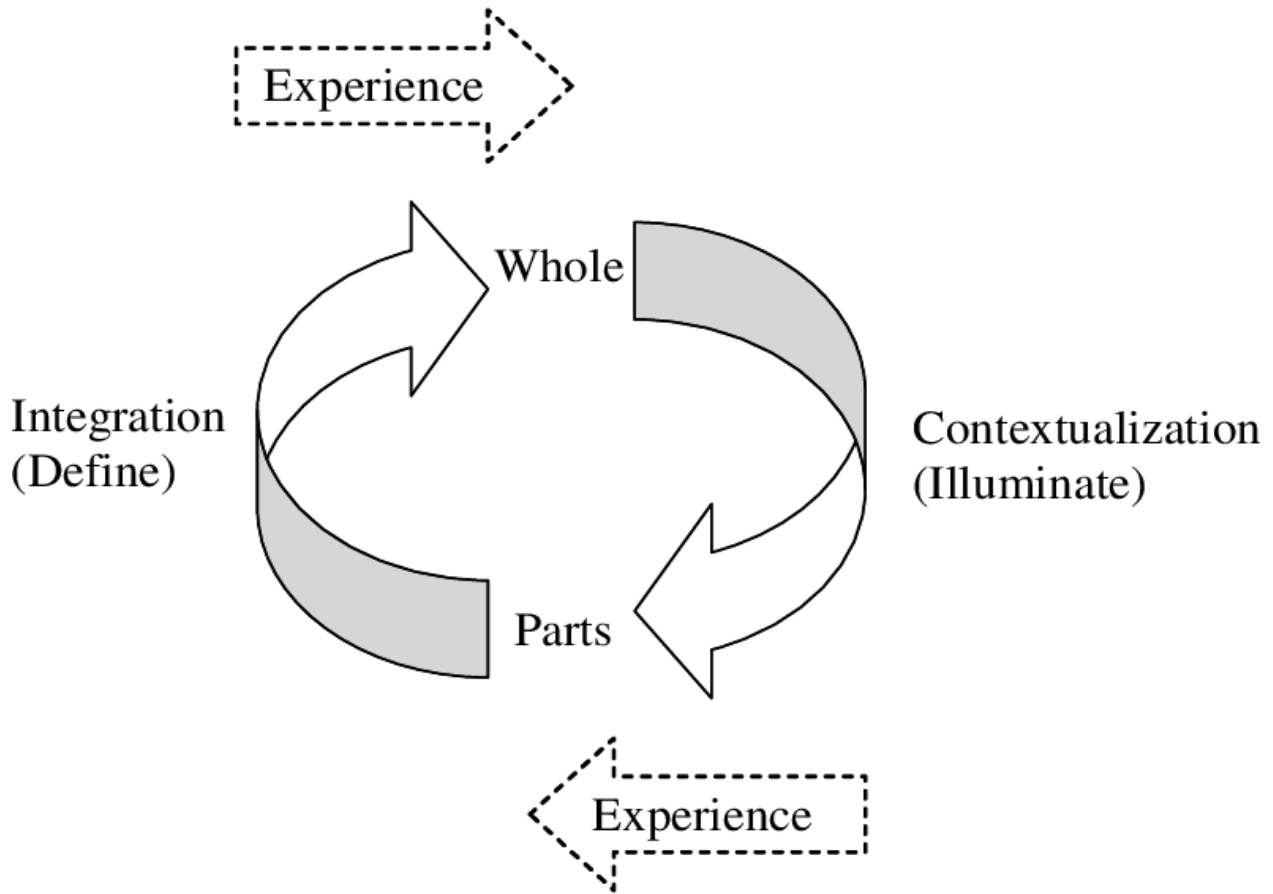 Experience
Whole
Integration
(Define)
Contextualization
(Illuminate)
Parts
Experience